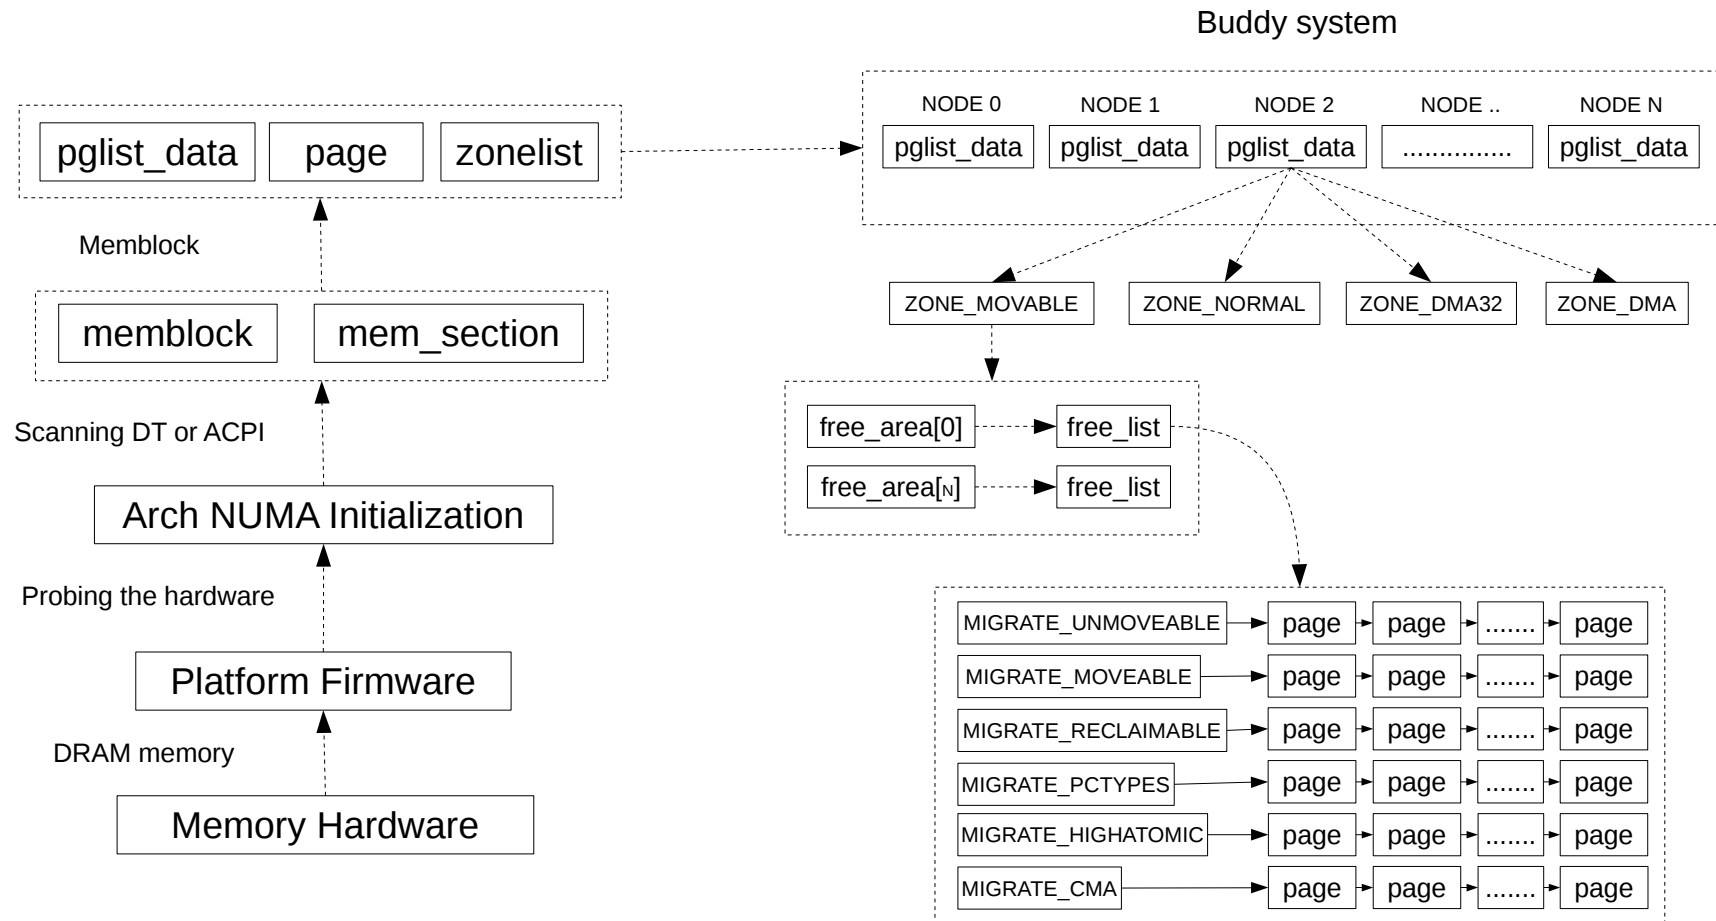 Buddy system
NODE 0 NODE 1 NODE 2 NODE .. NODE N
pglist_data page zonelist
pglist_data pglist_data pglist_data ............... pglist_data
Memblock
ZONE_MOVABLE ZONE_NORMAL ZONE_DMA32 ZONE_DMA
memblock mem_section
free_area[0] free_list
Scanning DT or ACPI
free_area[N] free_list
Arch NUMA Initialization
Probing the hardware
MIGRATE_UNMOVEABLE page page ....... page
MIGRATE_MOVEABLE page page ....... page
Platform Firmware
MIGRATE_RECLAIMABLE page page ....... page
DRAM memory
MIGRATE_PCTYPES page page ....... page
Memory Hardware
MIGRATE_HIGHATOMIC page page ....... page
MIGRATE_CMA page page ....... page